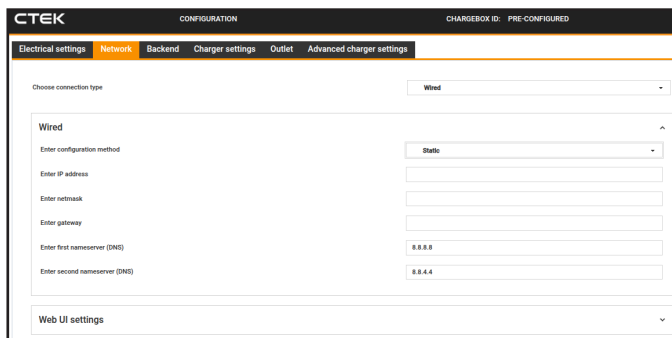 CTEK CONFIGURATION CHARGEBOX ID: PRE-CONFIGURED
Electrical settings Network Backend Charger settings Outlet Advanced charger settings
Choose connection type Wired
Wired
Enter configuration method Static
Enter IP address
Enter netmask
Enter gateway
Enter first nameserver (DNS) 8.8.8.8
Enter second nameserver (DNS) 8.8.4.4
Web UI settings